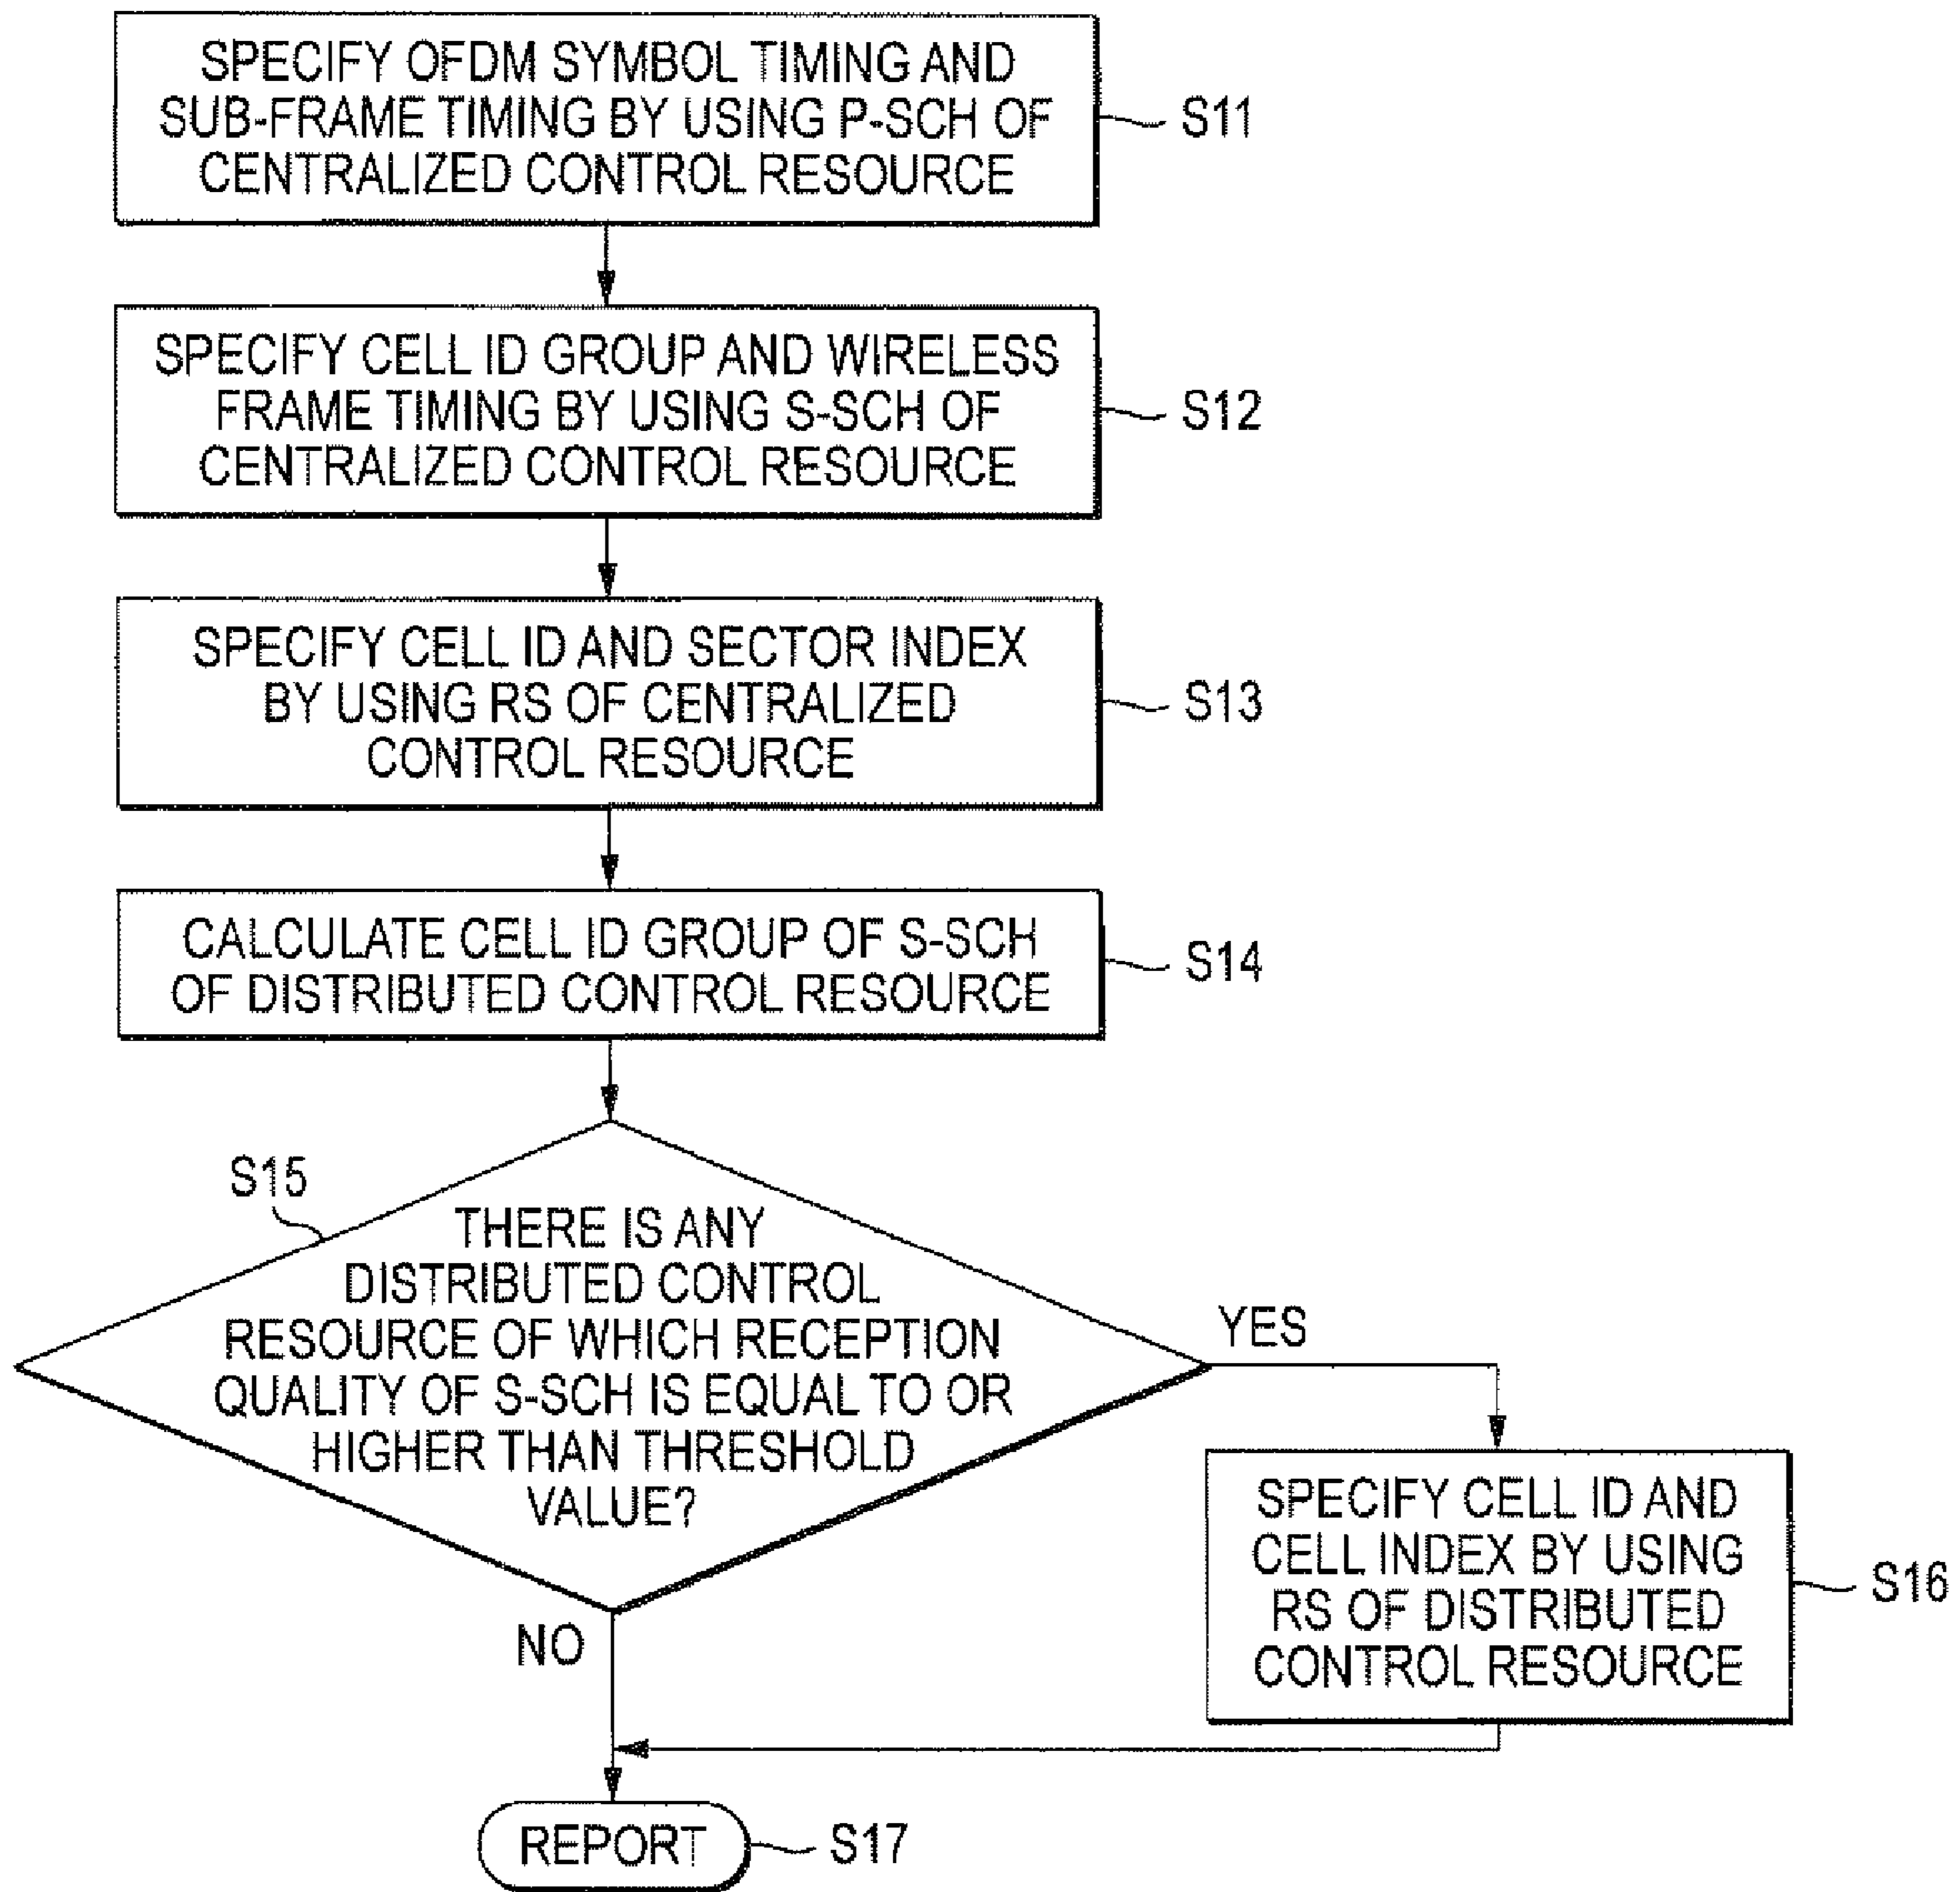 SPECIFY OFDM SYMBOL TIMING AND
SUB-FRAME TIMING BY USING P-SCH OF
CENTRALIZED CONTROL RESOURCE
S11
SPECIFY CELL ID GROUP AND WIRELESS
FRAME TIMING BY USING S-SCH OF
CENTRALIZED CONTROL RESOURCE
S12
SPECIFY CELL ID AND SECTOR INDEX
BY USING RS OF CENTRALIZED
CONTROL RESOURCE
S13
CALCULATE CELL ID GROUP OF S-SCH
OF DISTRIBUTED CONTROL RESOURCE
S14
S15
THERE IS ANY
DISTRIBUTED CONTROL
RESOURCE OF WHICH RECEPTION
QUALITY OF S-SCH IS EQUAL TO OR
HIGHER THAN THRESHOLD
VALUE?
YES
SPECIFY CELL ID AND
CELL INDEX BY USING
RS OF DISTRIBUTED
CONTROL RESOURCE
S16
NO
REPORT
S17